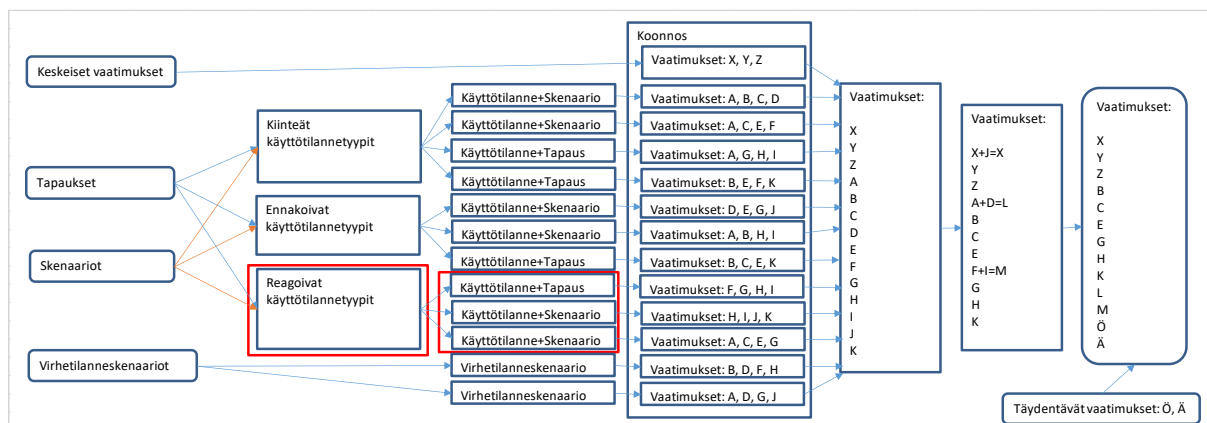 Keskeiset vaatimukset
Tapaukset
Skenaariot
Virhetilanneskenaariot
Kiinteät
käyttötilannetyypit
Ennakoivat
käyttötilannetyypit
Reagoivat
käyttötilannetyypit
Käyttötilanne+Skenaario
Käyttötilanne+Skenaario
Käyttötilanne+Tapaus
Käyttötilanne+Tapaus
Käyttötilanne+Skenaario
Käyttötilanne+Skenaario
Käyttötilanne+Tapaus
Käyttötilanne+Tapaus
Käyttötilanne+Skenaario
Käyttötilanne+Skenaario
Virhetilanneskenaario
Virhetilanneskenaario
Koonnos
Vaatimukset: X, Y, Z
Vaatimukset: A, B, C, D
Vaatimukset: A, C, E, F
Vaatimukset: A, G, H, I
Vaatimukset: B, E, F, K
Vaatimukset: D, E, G, J
Vaatimukset: A, B, H, I
Vaatimukset: B, C, E, K
Vaatimukset: F, G, H, I
Vaatimukset: H, I, J, K
Vaatimukset: A, C, E, G
Vaatimukset: B, D, F, H
Vaatimukset: A, D, G, J
Vaatimukset:
X
Y
Z
A
B
C
D
E
F
G
H
I
J
K
Vaatimukset:
X+J=X
Y
Z
A+D=L
B
C
E
F+I=M
G
H
K
Vaatimukset:
X
Y
Z
B
C
E
G
H
K
L
M
Ö
Ä
Täydentävät vaatimukset: Ö, Ä